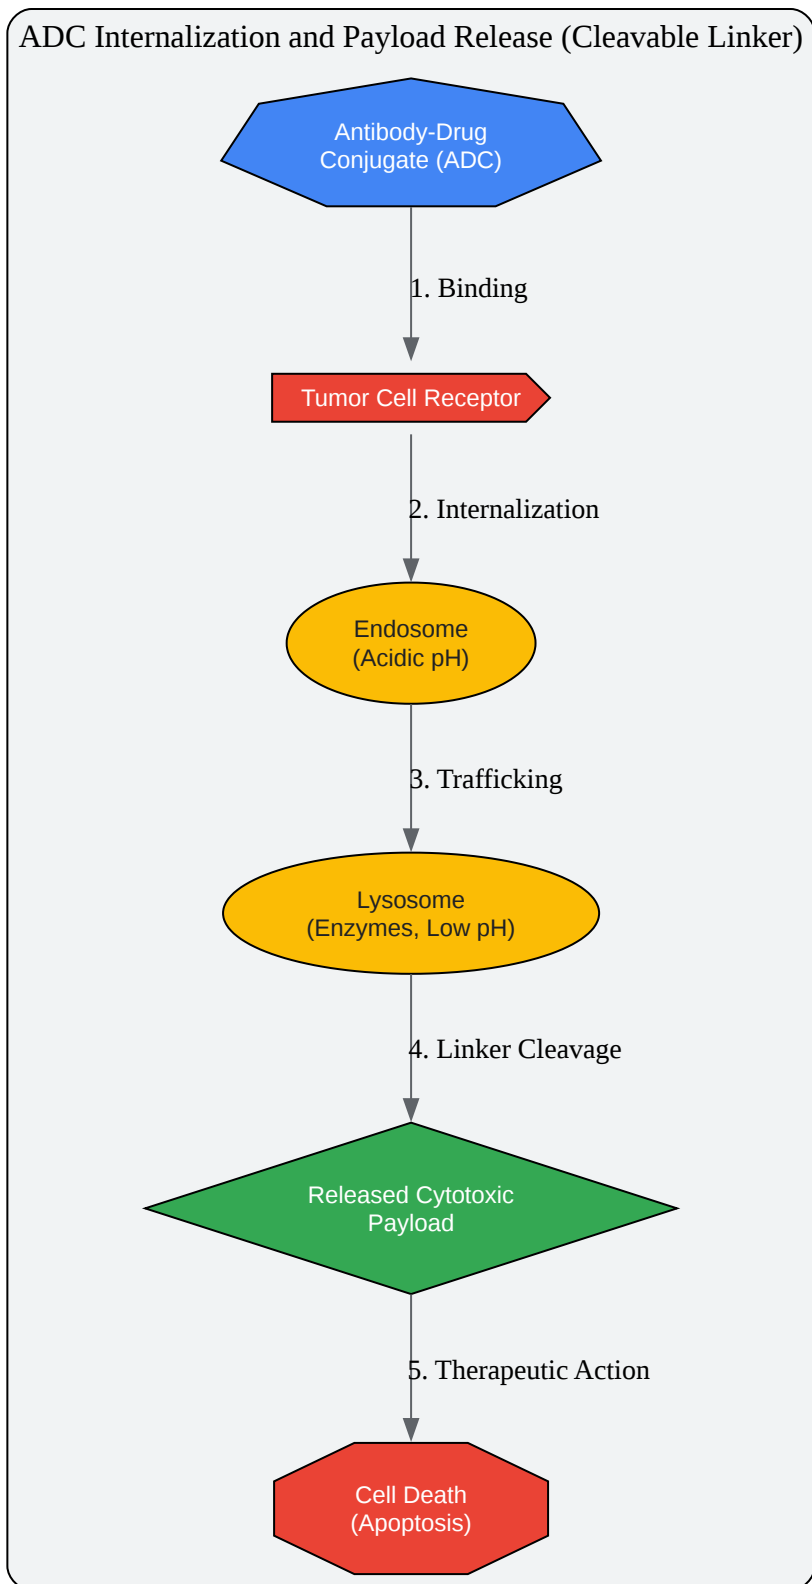 ADC Internalization and Payload Release (Cleavable Linker)
Antibody-Drug
Conjugate (ADC)
1. Binding
Tumor Cell Receptor
2. Internalization
Endosome
(Acidic pH)
3. Trafficking
Lysosome
(Enzymes, Low pH)
4. Linker Cleavage
Released Cytotoxic
Payload
5. Therapeutic Action
Cell Death
(Apoptosis)